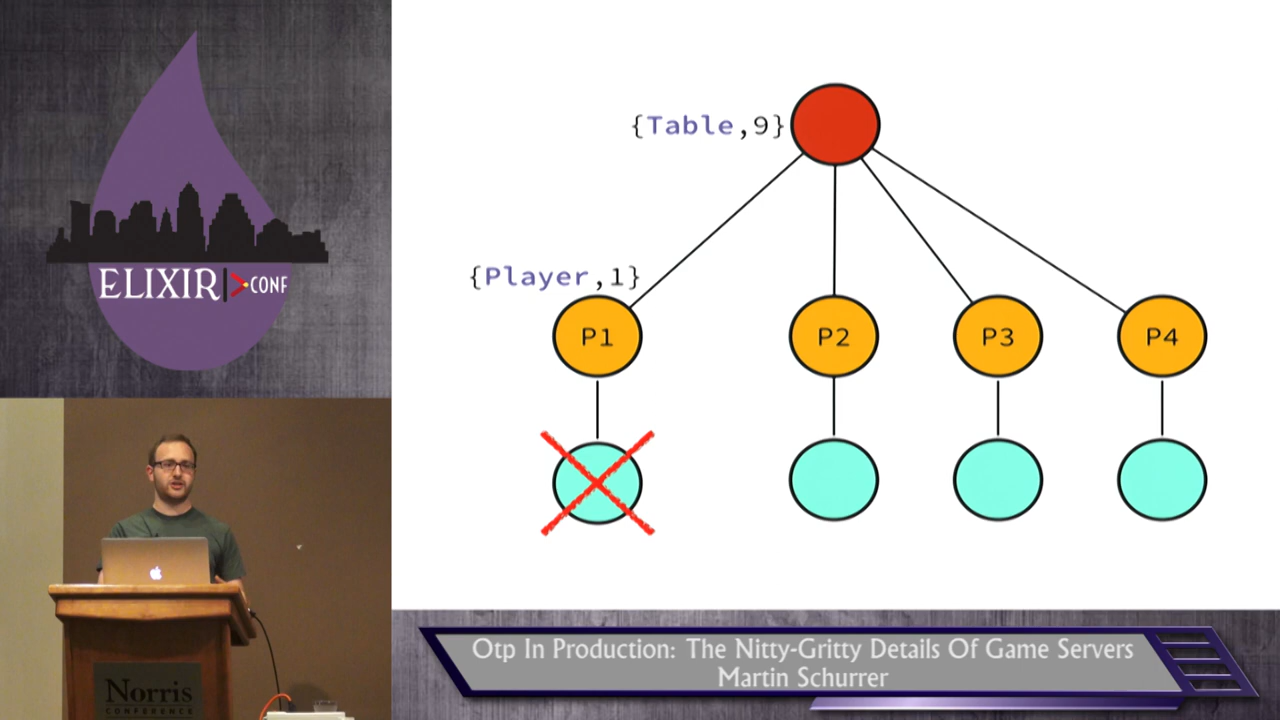 ELIXIR CONF
{Table,9}
{Player,1}
P1 P2 P3 P4
Norris
CONFERENCE
Otp In Production: The Nitty-Gritty Details Of Game Servers
Martin Schurrer